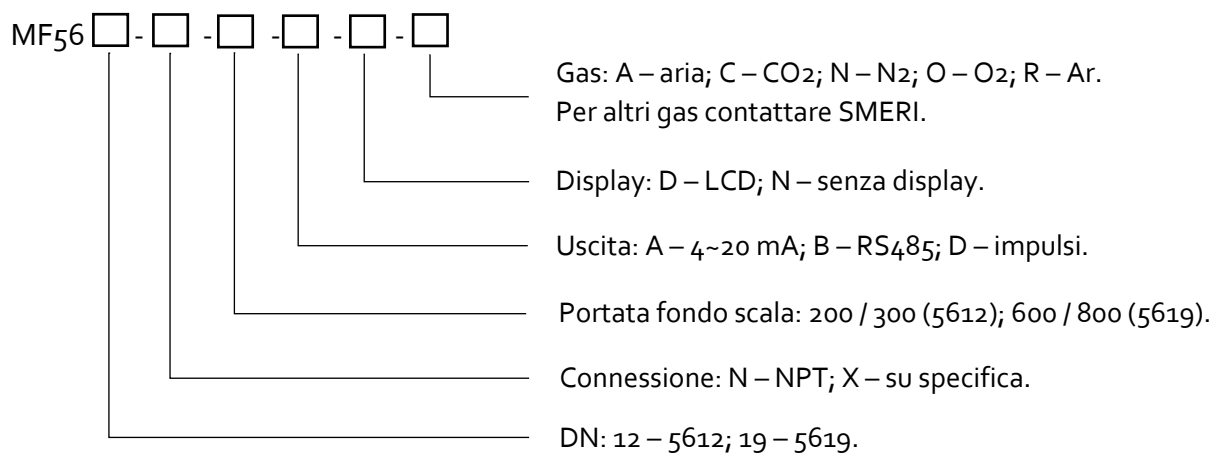 MF56 - - - - -
Gas: A – aria; C – CO2; N – N2; O – O2; R – Ar.
Per altri gas contattare SMERI.
Display: D – LCD; N – senza display.
Uscita: A – 4~20 mA; B – RS485; D – impulsi.
Portata fondo scala: 200 / 300 (5612); 600 / 800 (5619).
Connessione: N – NPT; X – su specifica.
DN: 12 – 5612; 19 – 5619.